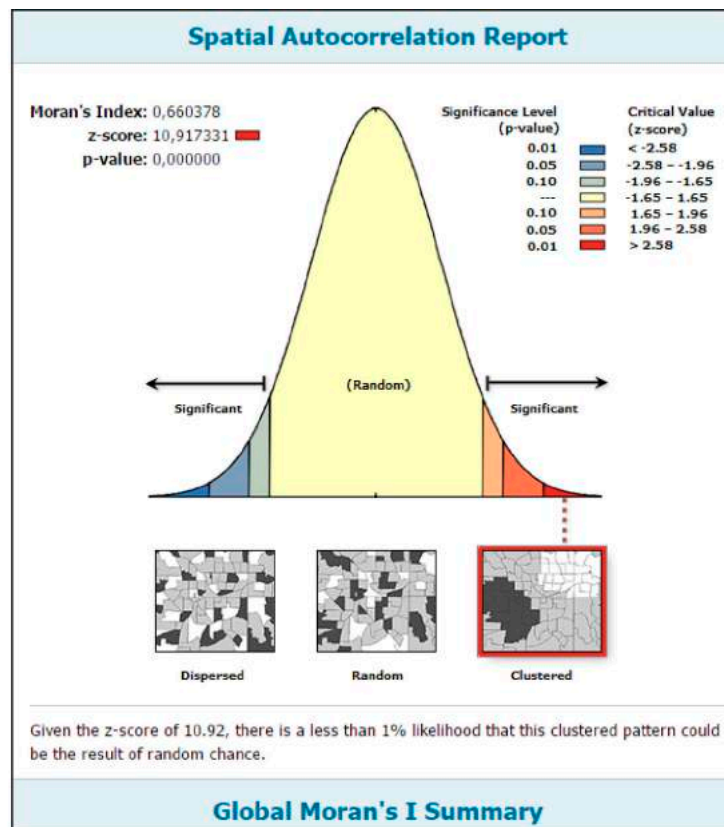 Spatial Autocorrelation Report
Moran's Index: 0,660378
z-score: 10,917331
p-value: 0,000000
Significance Level
(p-value)
Critical Value
(z-score)
0.01 < -2.58
0.05 -2.58 – -1.96
0.10 -1.96 – -1.65
--- -1.65 – 1.65
0.10 1.65 – 1.96
0.05 1.96 – 2.58
0.01 > 2.58
Significant
(Random)
Significant
Dispersed
Random
Clustered
Given the z-score of 10.92, there is a less than 1% likelihood that this clustered pattern could
be the result of random chance.
Global Moran's I Summary